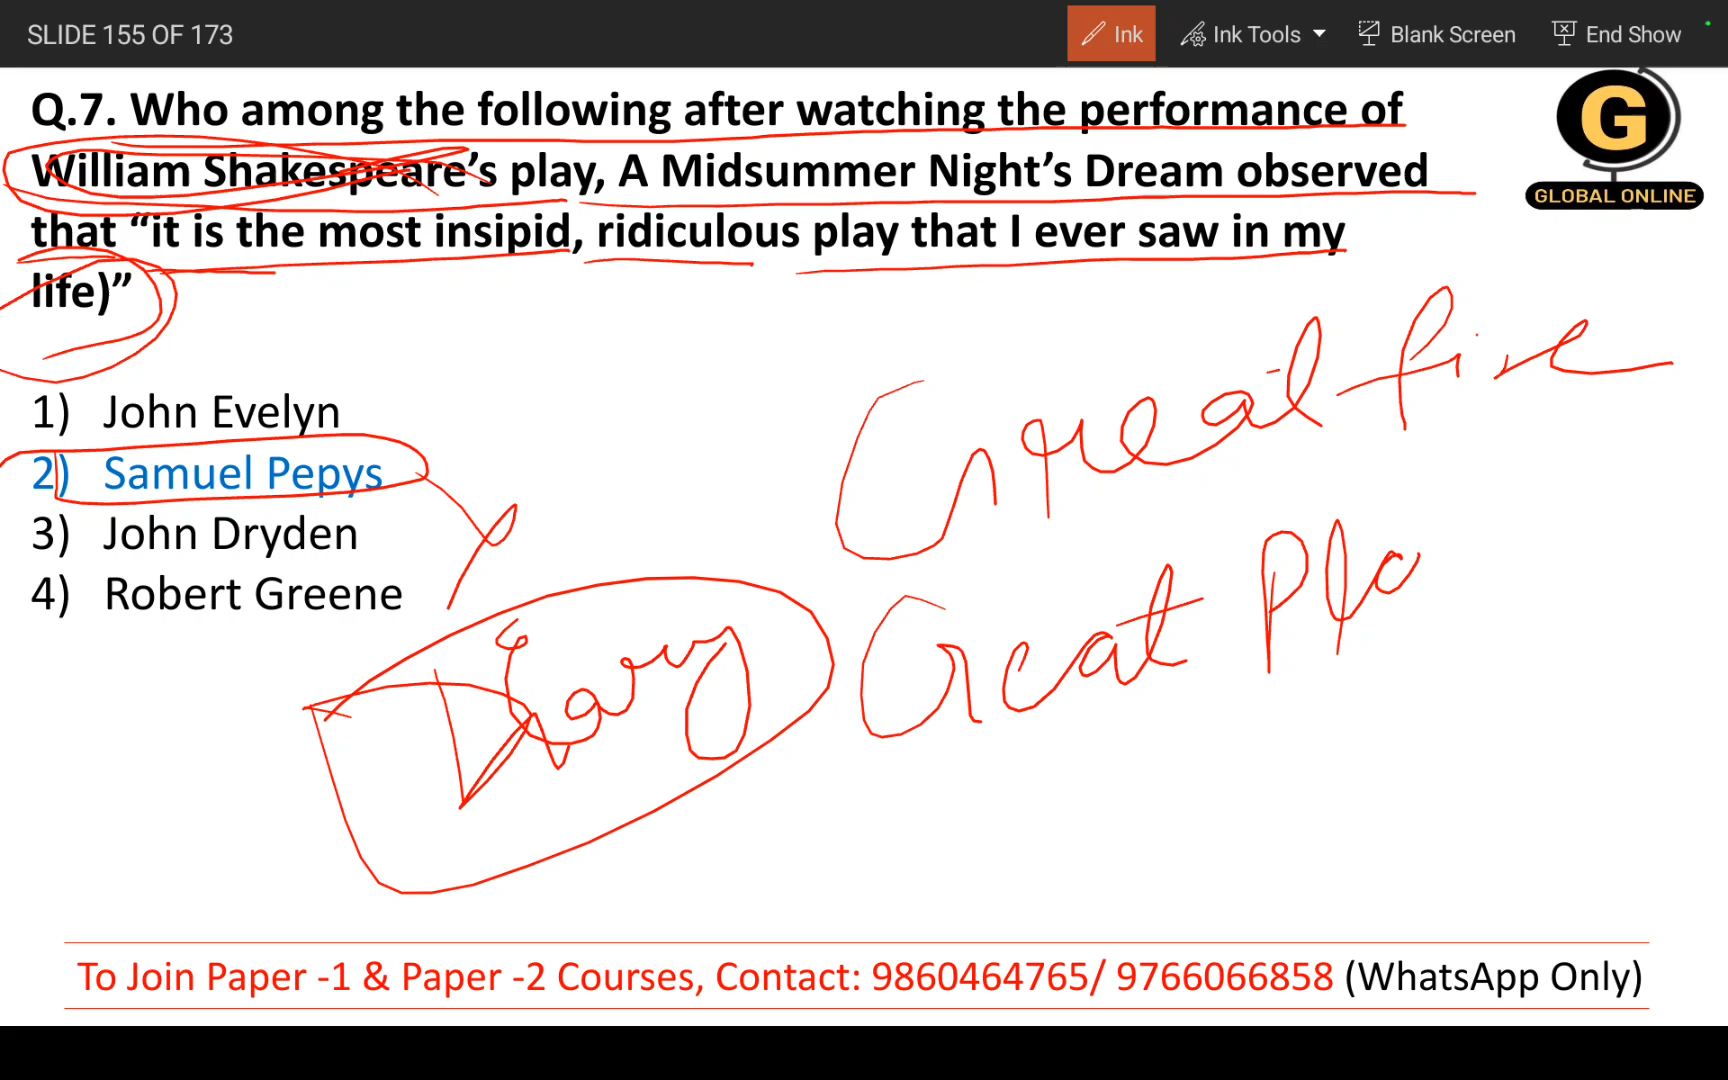 SLIDE 155 OF 173
Ink
Ink Tools
Blank Screen
End Show
G
GLOBAL ONLINE
Q.7. Who among the following after watching the performance of
William Shakespeare's play, A Midsummer Night's Dream observed
that “it is the most insipid, ridiculous play that I ever saw in my
life)”
1) John Evelyn
2) Samuel Pepys
3) John Dryden
4) Robert Greene
Great fire
Great Pla
Diary
To Join Paper -1 & Paper -2 Courses, Contact: 9860464765/ 9766066858 (WhatsApp Only)